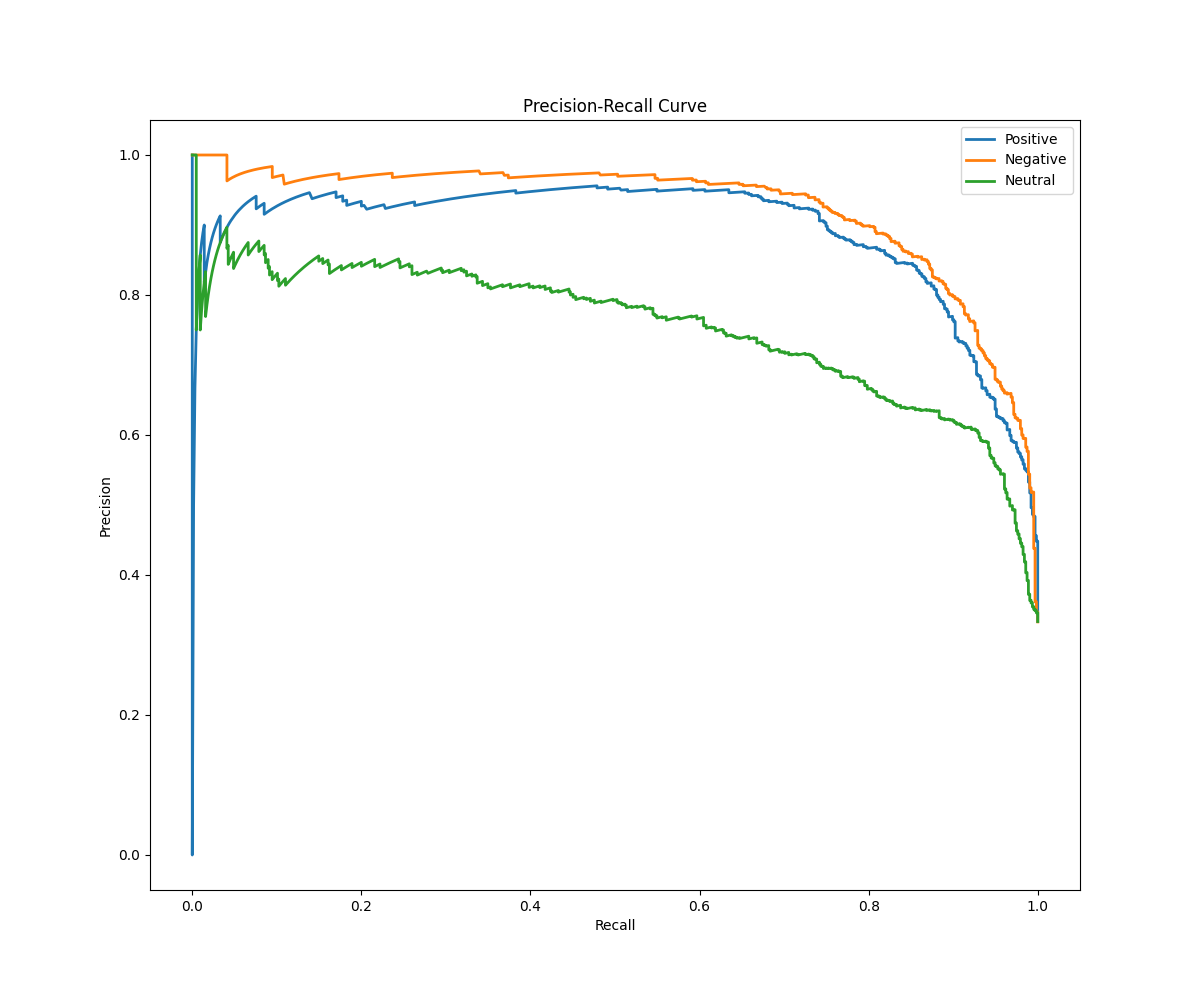 Precision-Recall Curve
Positive
Negative
Neutral
1.0
0.8
0.6
0.4
0.2
0.0
Precision
0.0 0.2 0.4 0.6 0.8 1.0
Recall